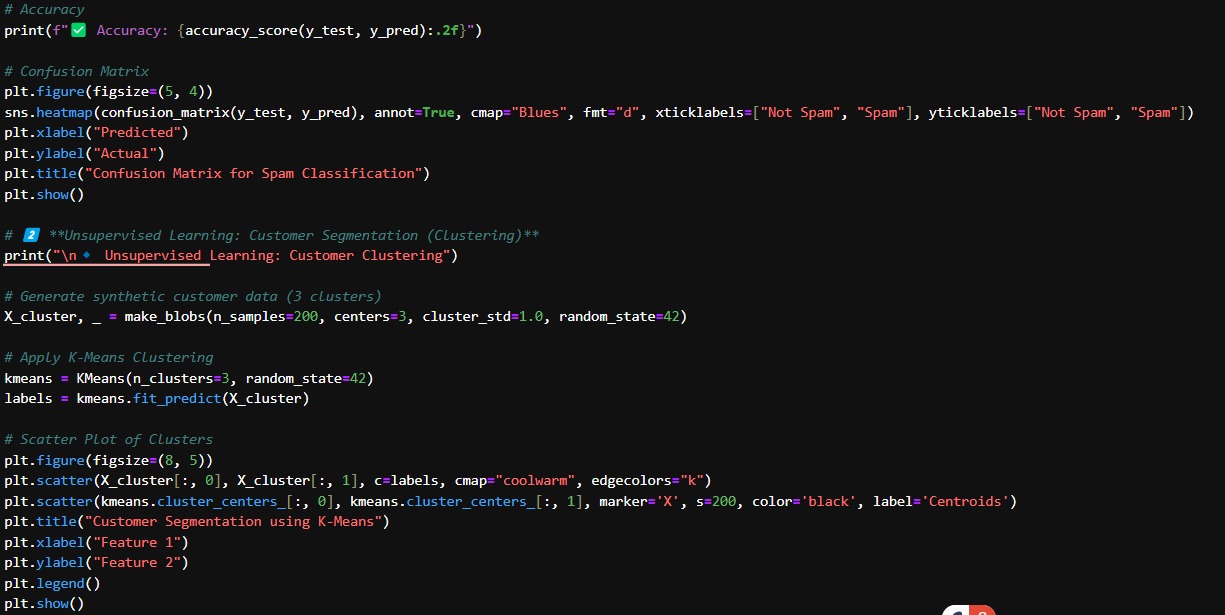 # Accuracy
print(f"✅ Accuracy: {accuracy_score(y_test, y_pred):.2f}")
# Confusion Matrix
plt.figure(figsize=(5, 4))
sns.heatmap(confusion_matrix(y_test, y_pred), annot=True, cmap="Blues", fmt="d", xticklabels=["Not Spam", "Spam"], yticklabels=["Not Spam", "Spam"])
plt.xlabel("Predicted")
plt.ylabel("Actual")
plt.title("Confusion Matrix for Spam Classification")
plt.show()
# 2️⃣ **Unsupervised Learning: Customer Segmentation (Clustering)**
print("\n🔹 Unsupervised Learning: Customer Clustering")
# Generate synthetic customer data (3 clusters)
X_cluster, _ = make_blobs(n_samples=200, centers=3, cluster_std=1.0, random_state=42)
# Apply K-Means Clustering
kmeans = KMeans(n_clusters=3, random_state=42)
labels = kmeans.fit_predict(X_cluster)
# Scatter Plot of Clusters
plt.figure(figsize=(8, 5))
plt.scatter(X_cluster[:, 0], X_cluster[:, 1], c=labels, cmap="coolwarm", edgecolors="k")
plt.scatter(kmeans.cluster_centers_[:, 0], kmeans.cluster_centers_[:, 1], marker='X', s=200, color='black', label='Centroids')
plt.title("Customer Segmentation using K-Means")
plt.xlabel("Feature 1")
plt.ylabel("Feature 2")
plt.legend()
plt.show()